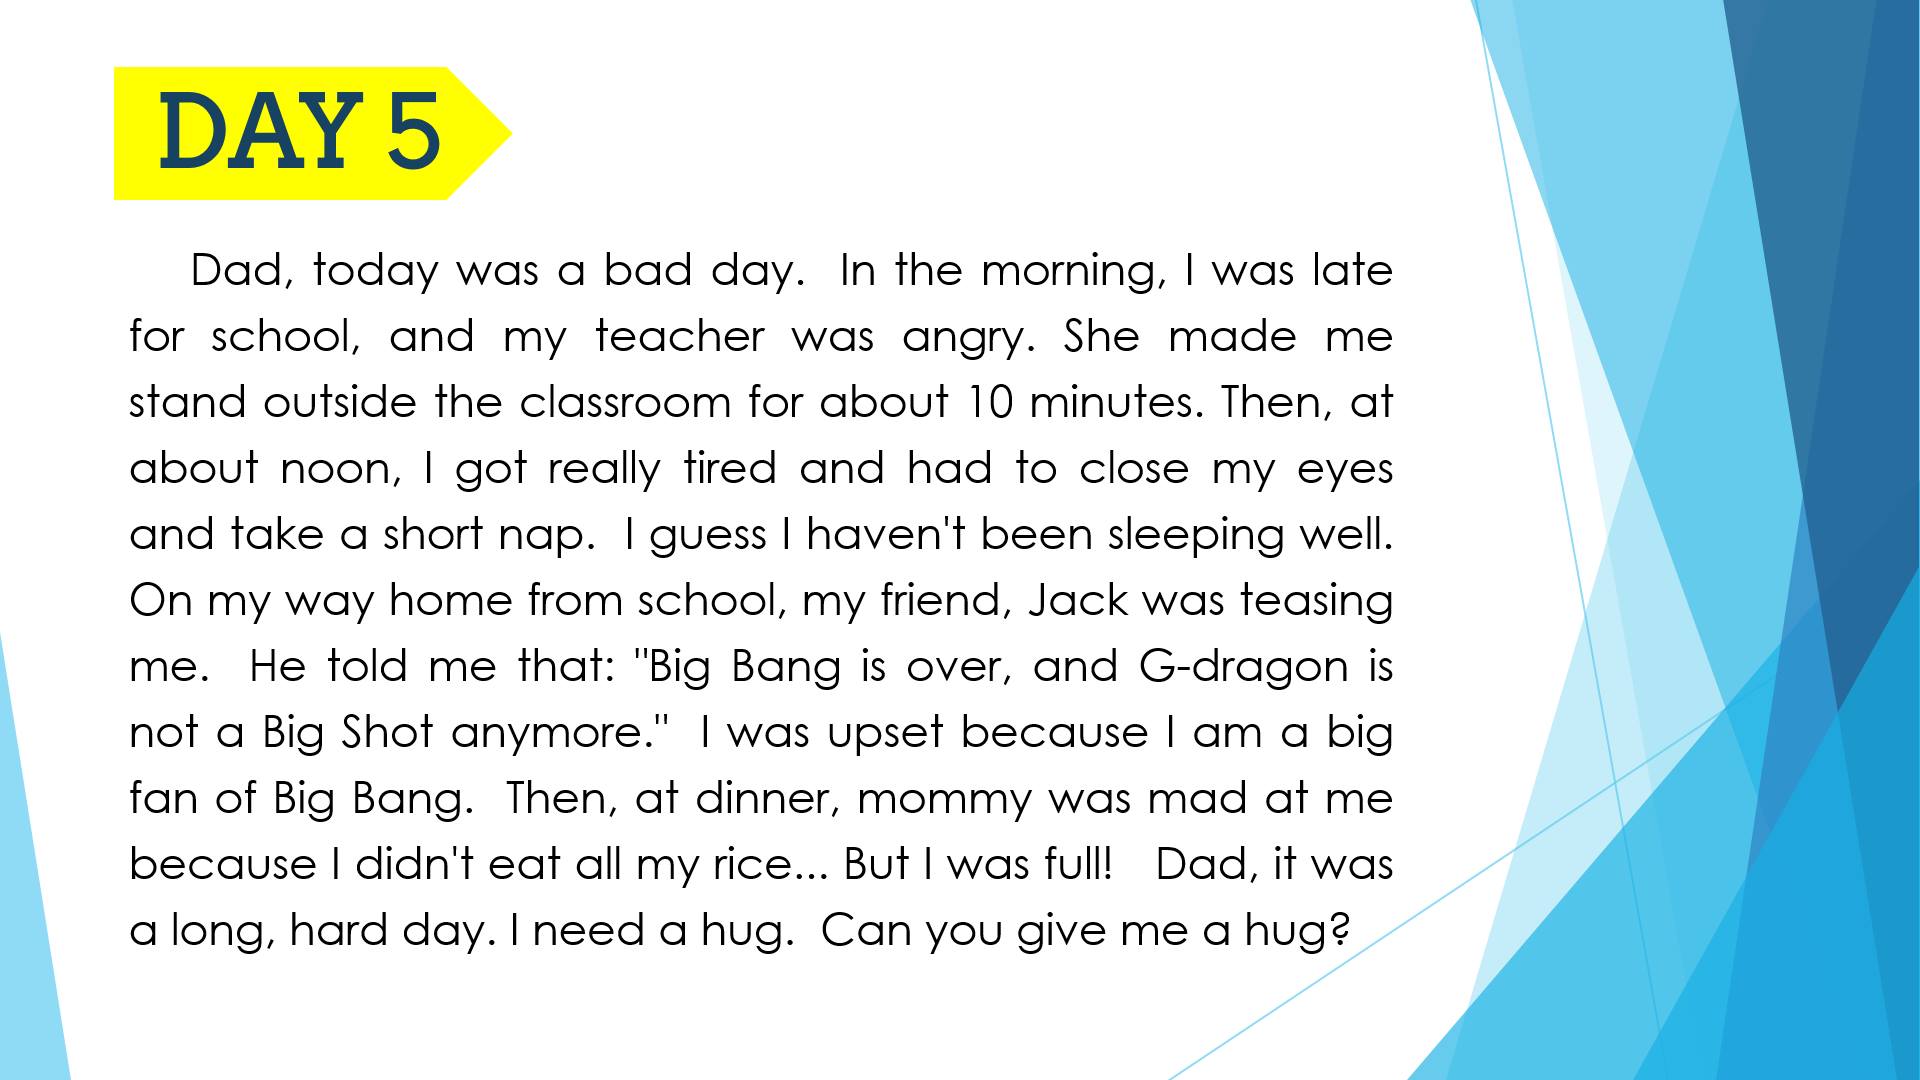 DAY 5
Dad, today was a bad day.  In the morning, I was late
for school, and my teacher was angry. She made me
stand outside the classroom for about 10 minutes. Then, at
about noon, I got really tired and had to close my eyes
and take a short nap.  I guess I haven't been sleeping well.
On my way home from school, my friend, Jack was teasing
me.  He told me that: "Big Bang is over, and G-dragon is
not a Big Shot anymore."  I was upset because I am a big
fan of Big Bang.  Then, at dinner, mommy was mad at me
because I didn't eat all my rice... But I was full!   Dad, it was
a long, hard day. I need a hug.  Can you give me a hug?